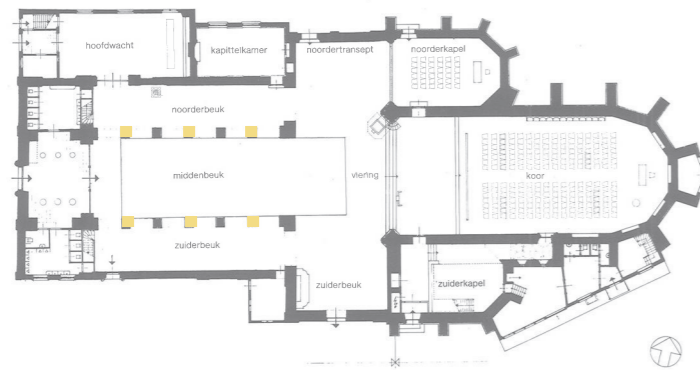 hoofdwacht
kapittelkamer
noordertransept
noorderkapel
noorderbeuk
middenbeuk
viering
koor
zuiderbeuk
zuiderbeuk
zuiderkapel